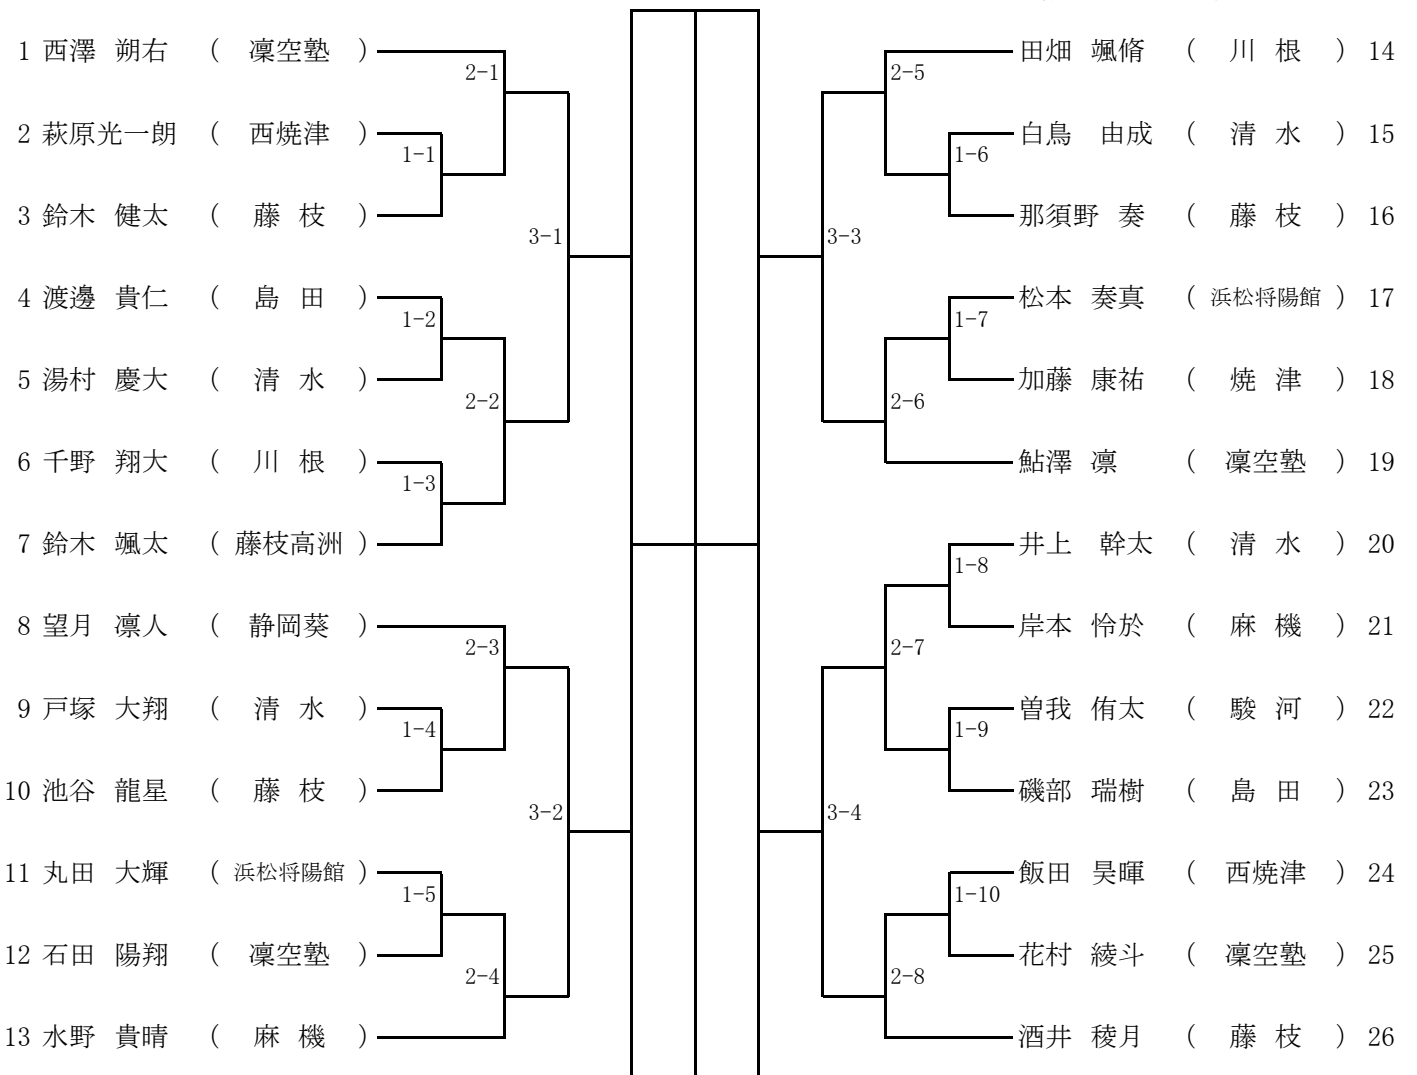 1 西澤 朔右 ( 凜空塾 )
2-1
2 萩原光一朗 ( 西焼津 )
1-1
3 鈴木 健太 ( 藤 枝 )
3-1
4 渡邊 貴仁 ( 島 田 )
1-2
5 湯村 慶大 ( 清 水 )
2-2
6 千野 翔大 ( 川 根 )
1-3
7 鈴木 颯太 ( 藤枝高洲 )
8 望月 凛人 ( 静岡葵 )
2-3
9 戸塚 大翔 ( 清 水 )
1-4
10 池谷 龍星 ( 藤 枝 )
3-2
11 丸田 大輝 ( 浜松将陽館 )
1-5
12 石田 陽翔 ( 凜空塾 )
2-4
13 水野 貴晴 ( 麻 機 )
田畑 颯脩 ( 川 根 ) 14
2-5
白鳥 由成 ( 清 水 ) 15
1-6
那須野 奏 ( 藤 枝 ) 16
3-3
松本 奏真 ( 浜松将陽館 ) 17
1-7
加藤 康祐 ( 焼 津 ) 18
2-6
鮎澤 凛 ( 凜空塾 ) 19
井上 幹太 ( 清 水 ) 20
1-8
岸本 怜於 ( 麻 機 ) 21
2-7
曽我 侑太 ( 駿 河 ) 22
1-9
磯部 瑞樹 ( 島 田 ) 23
3-4
飯田 昊暉 ( 西焼津 ) 24
1-10
花村 綾斗 ( 凜空塾 ) 25
2-8
酒井 稜月 ( 藤 枝 ) 26